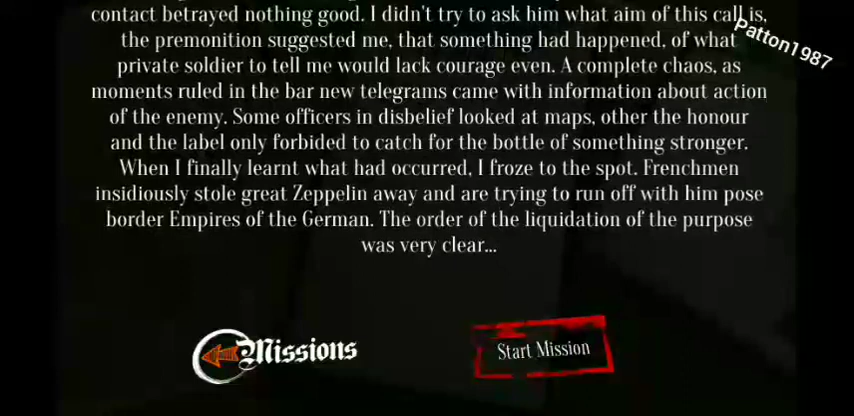 contact betrayed nothing good. I didn't try to ask him what aim of this call is,
the premonition suggested me, that something had happened, of what
private soldier to tell me would lack courage even. A complete chaos, as
moments ruled in the bar new telegrams came with information about action
of the enemy. Some officers in disbelief looked at maps, other the honour
and the label only forbided to catch for the bottle of something stronger.
When I finally learnt what had occurred, I froze to the spot. Frenchmen
insidiously stole great Zeppelin away and are trying to run off with him pose
border Empires of the German. The order of the liquidation of the purpose
was very clear...
Patton1987
Missions
Start Mission